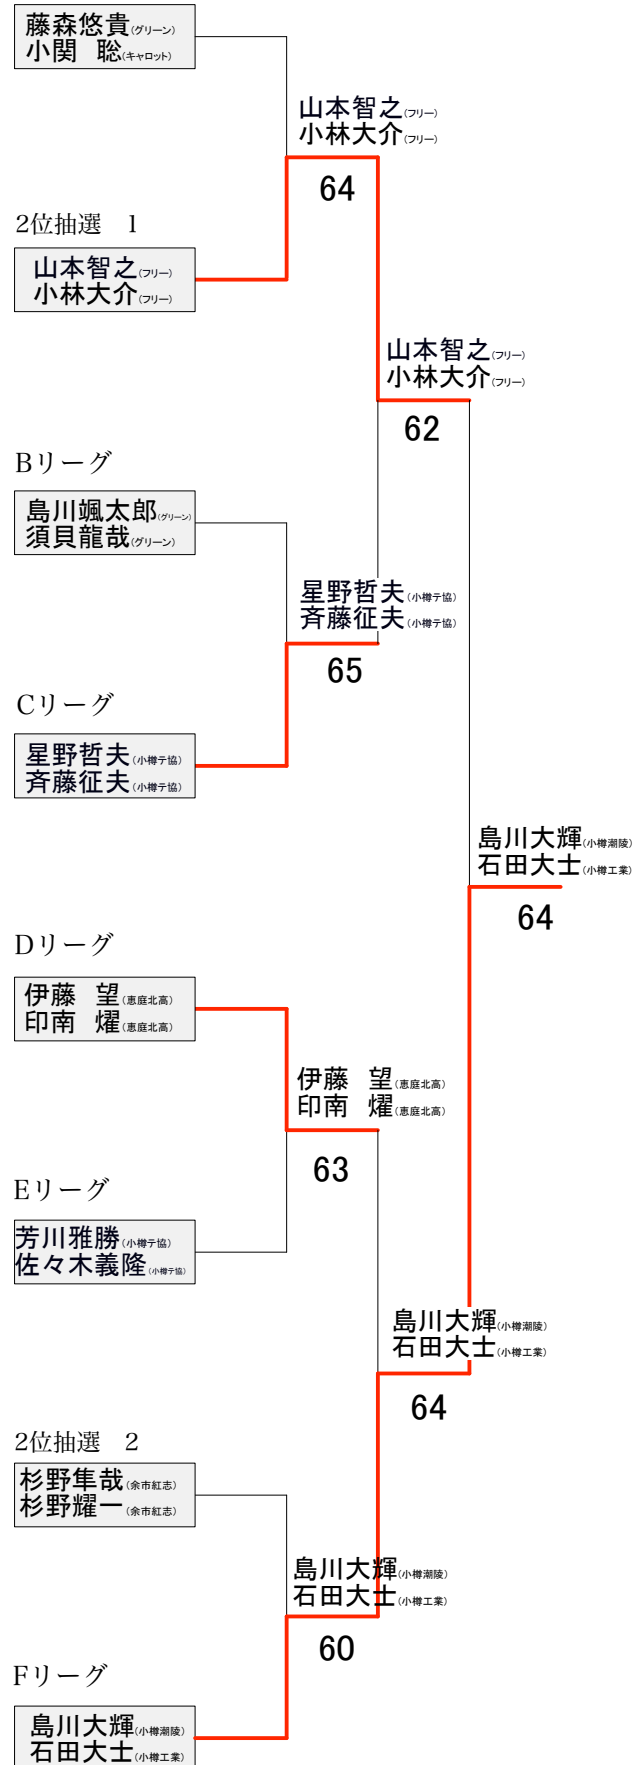 藤森悠貴(グリーン)
小関　聡(キャロット)
山本智之(フリー)
小林大介(フリー)
64
2位抽選　1
山本智之(フリー)
小林大介(フリー)
山本智之(フリー)
小林大介(フリー)
62
Bリーグ
島川颯太郎(グリーン)
須貝龍哉(グリーン)
星野哲夫(小樽テ協)
斉藤征夫(小樽テ協)
65
Cリーグ
星野哲夫(小樽テ協)
斉藤征夫(小樽テ協)
島川大輝(小樽潮陵)
石田大士(小樽工業)
64
Dリーグ
伊藤　望(恵庭北高)
印南　燿(恵庭北高)
伊藤　望(恵庭北高)
印南　燿(恵庭北高)
63
Eリーグ
芳川雅勝(小樽テ協)
佐々木義隆(小樽テ協)
島川大輝(小樽潮陵)
石田大士(小樽工業)
64
2位抽選　2
杉野隼哉(余市紅志)
杉野耀一(余市紅志)
島川大輝(小樽潮陵)
石田大士(小樽工業)
60
Fリーグ
島川大輝(小樽潮陵)
石田大士(小樽工業)